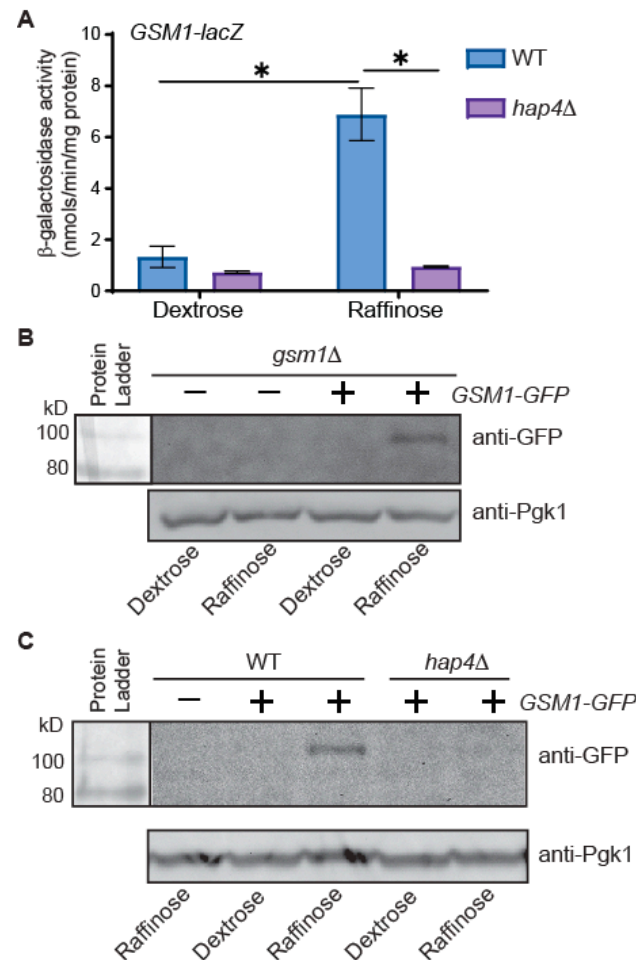 A
GSM1-lacZ
β-galactosidase activity
(nmols/min/mg protein)
10
8
6
4
2
0
* *
WT
hap4Δ
Dextrose Raffinose
B
Protein
Ladder
gsm1Δ
− − + + GSM1-GFP
kD
100
80
anti-GFP
anti-Pgk1
Dextrose Raffinose Dextrose Raffinose
C
Protein
Ladder
WT hap4Δ
− + + + + GSM1-GFP
kD
100
80
anti-GFP
anti-Pgk1
Raffinose Dextrose Raffinose Dextrose Raffinose